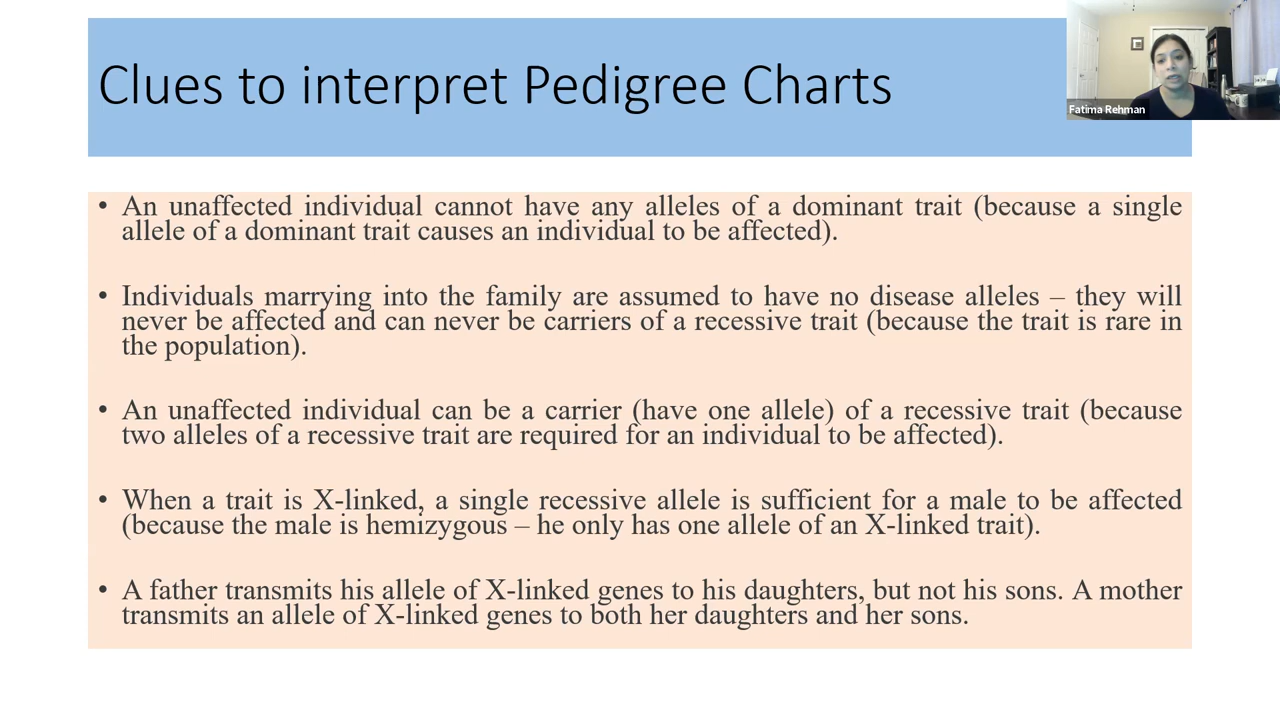 Clues to interpret Pedigree Charts
Fatima Rehman
• An unaffected individual cannot have any alleles of a dominant trait (because a single
allele of a dominant trait causes an individual to be affected).
• Individuals marrying into the family are assumed to have no disease alleles – they will
never be affected and can never be carriers of a recessive trait (because the trait is rare in
the population).
• An unaffected individual can be a carrier (have one allele) of a recessive trait (because
two alleles of a recessive trait are required for an individual to be affected).
• When a trait is X-linked, a single recessive allele is sufficient for a male to be affected
(because the male is hemizygous – he only has one allele of an X-linked trait).
• A father transmits his allele of X-linked genes to his daughters, but not his sons. A mother
transmits an allele of X-linked genes to both her daughters and her sons.